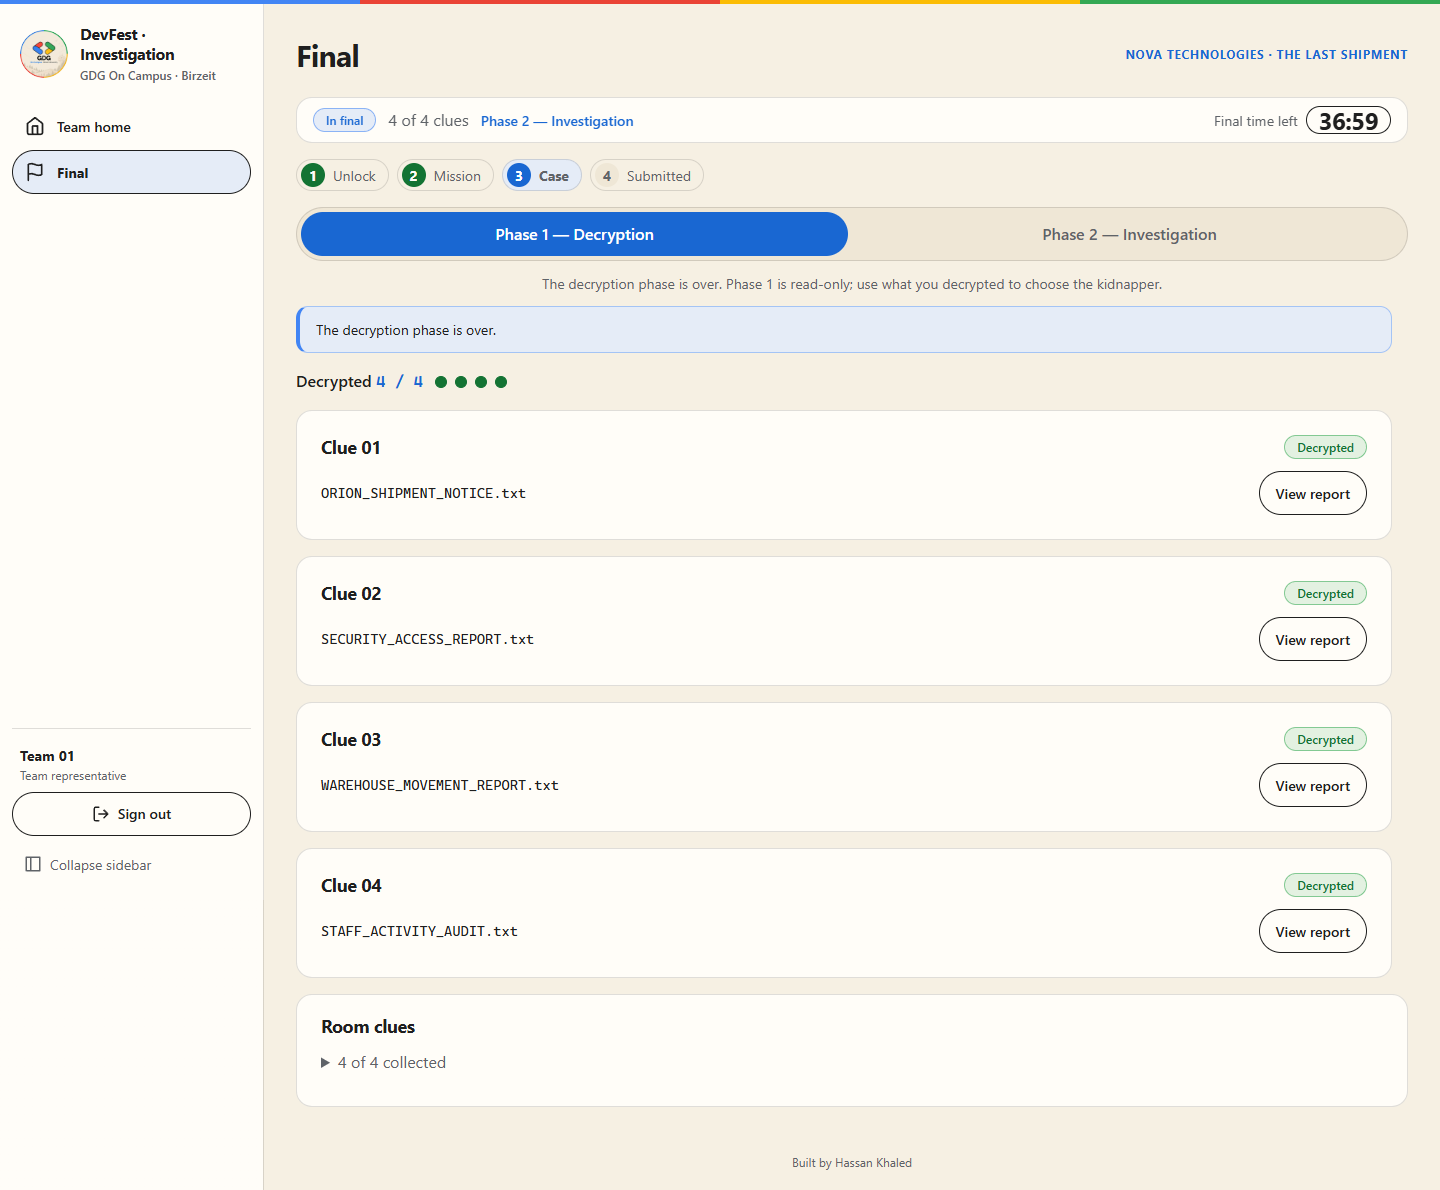 DevFest ·
Investigation
GDG On Campus · Birzeit
GDG
Team home
Final
Team 01
Team representative
Sign out
Collapse sidebar
Final
NOVA TECHNOLOGIES · THE LAST SHIPMENT
In final 4 of 4 clues Phase 2 — Investigation
Final time left 36:59
1 Unlock 2 Mission 3 Case 4 Submitted
Phase 1 — Decryption Phase 2 — Investigation
The decryption phase is over. Phase 1 is read-only; use what you decrypted to choose the kidnapper.
The decryption phase is over.
Decrypted 4 / 4
Clue 01 Decrypted
ORION_SHIPMENT_NOTICE.txt View report
Clue 02 Decrypted
SECURITY_ACCESS_REPORT.txt View report
Clue 03 Decrypted
WAREHOUSE_MOVEMENT_REPORT.txt View report
Clue 04 Decrypted
STAFF_ACTIVITY_AUDIT.txt View report
Room clues
4 of 4 collected
Built by Hassan Khaled